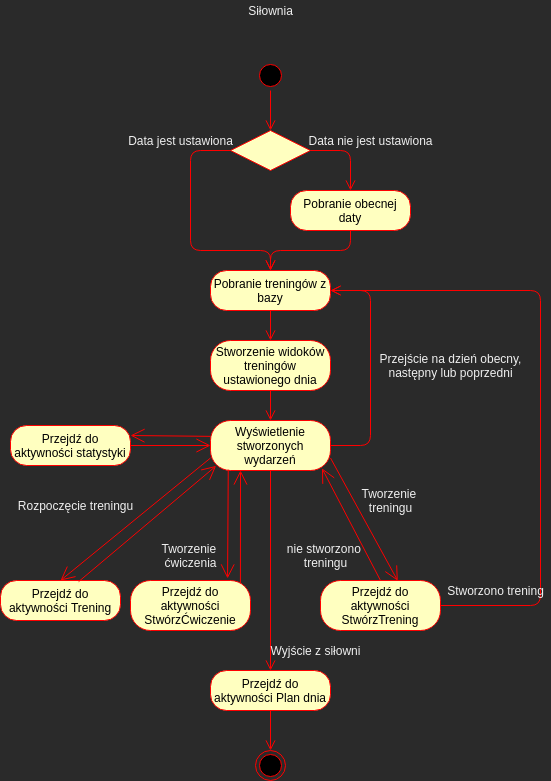 Siłownia
Data jest ustawiona
Data nie jest ustawiona
Pobranie obecnej
daty
Pobranie treningów z
bazy
Stworzenie widoków
treningów
ustawionego dnia
Przejście na dzień obecny,
następny lub poprzedni
Wyświetlenie
stworzonych
wydarzeń
Przejdź do
aktywności statystyki
Rozpoczęcie treningu
Tworzenie
ćwiczenia
nie stworzono
treningu
Tworzenie
treningu
Przejdź do
aktywności Trening
Przejdź do
aktywności
StwórzĆwiczenie
Przejdź do
aktywności
StwórzTrening
Stworzono trening
Wyjście z siłowni
Przejdź do
aktywności Plan dnia